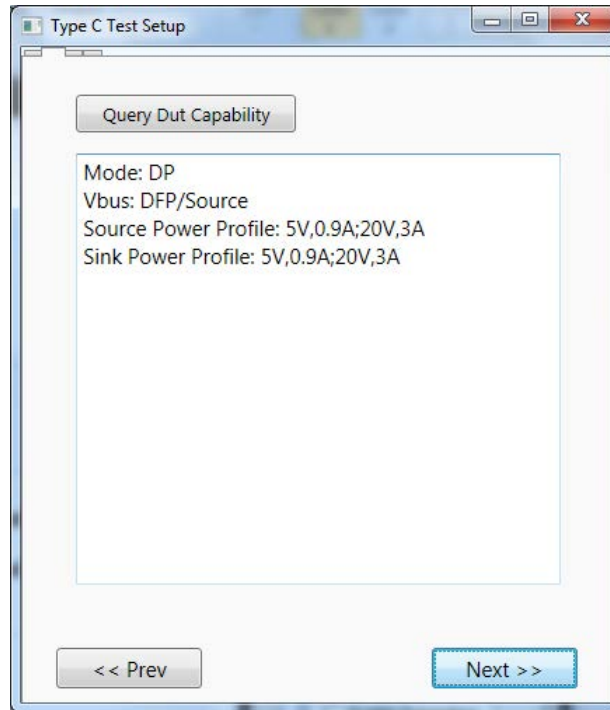 Type C Test Setup
Query Dut Capability
Mode: DP
Vbus: DFP/Source
Source Power Profile: 5V,0.9A;20V,3A
Sink Power Profile: 5V,0.9A;20V,3A
<< Prev
Next >>